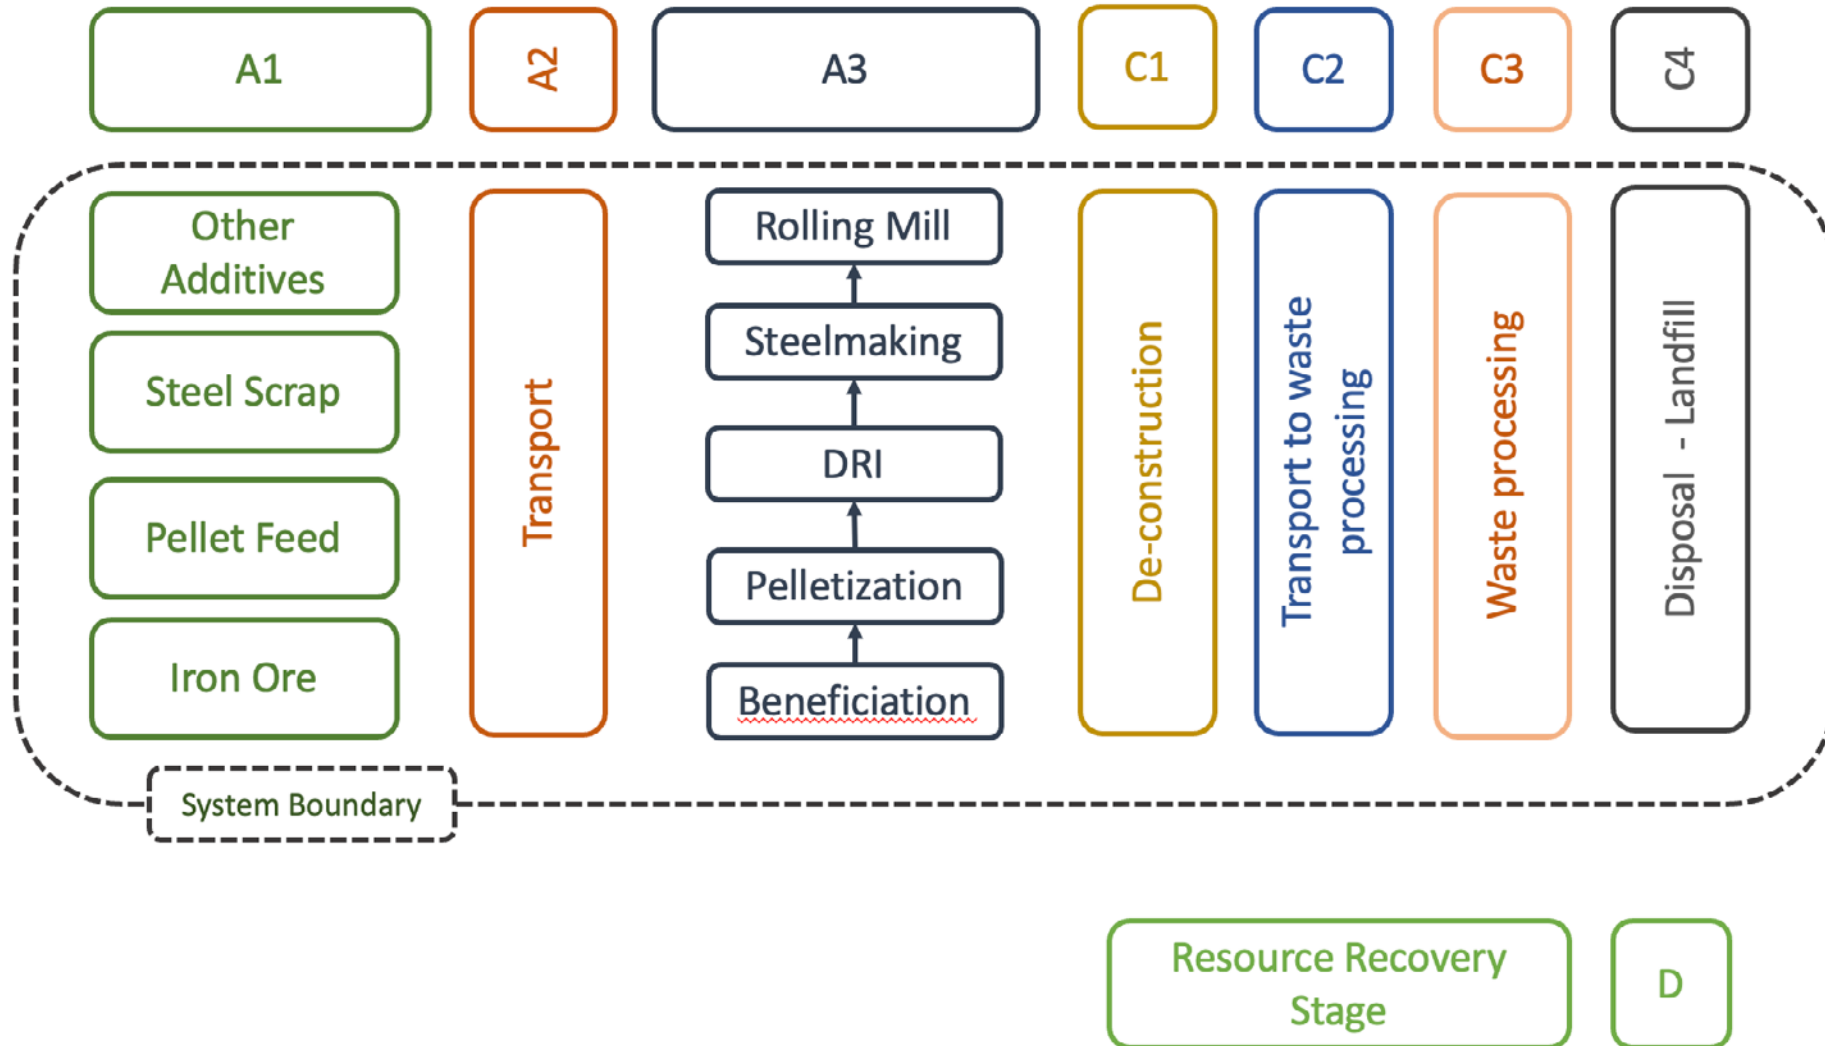 A1
A2
A3
C1
C2
C3
C4
Other
Additives
Steel Scrap
Pellet Feed
Iron Ore
Transport
Rolling Mill
Steelmaking
DRI
Pelletization
Beneficiation
De-construction
Transport to waste
processing
Waste processing
Disposal - Landfill
System Boundary
Resource Recovery
Stage
D